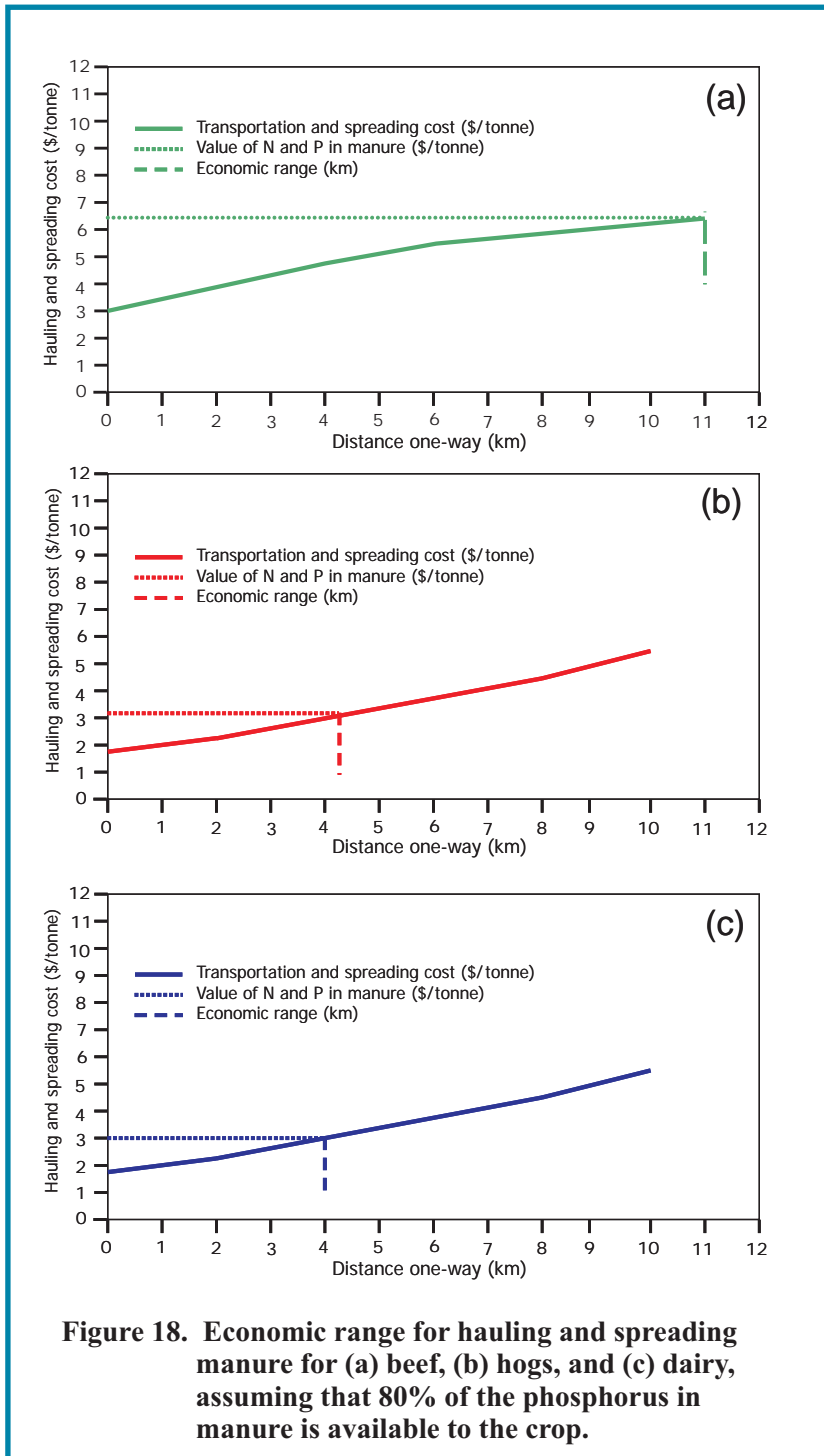 (a)
Hauling and spreading cost ($/tonne)
12
11
10
9
8
7
6
5
4
3
2
1
0
Transportation and spreading cost ($/tonne)
Value of N and P in manure ($/tonne)
Economic range (km)
0 1 2 3 4 5 6 7 8 9 10 11 12
Distance one-way (km)
(b)
Hauling and spreading cost ($/tonne)
12
11
10
9
8
7
6
5
4
3
2
1
0
Transportation and spreading cost ($/tonne)
Value of N and P in manure ($/tonne)
Economic range (km)
0 1 2 3 4 5 6 7 8 9 10 11 12
Distance one-way (km)
(c)
Hauling and spreading cost ($/tonne)
12
11
10
9
8
7
6
5
4
3
2
1
0
Transportation and spreading cost ($/tonne)
Value of N and P in manure ($/tonne)
Economic range (km)
0 1 2 3 4 5 6 7 8 9 10 11 12
Distance one-way (km)
Figure 18. Economic range for hauling and spreading
manure for (a) beef, (b) hogs, and (c) dairy,
assuming that 80% of the phosphorus in
manure is available to the crop.